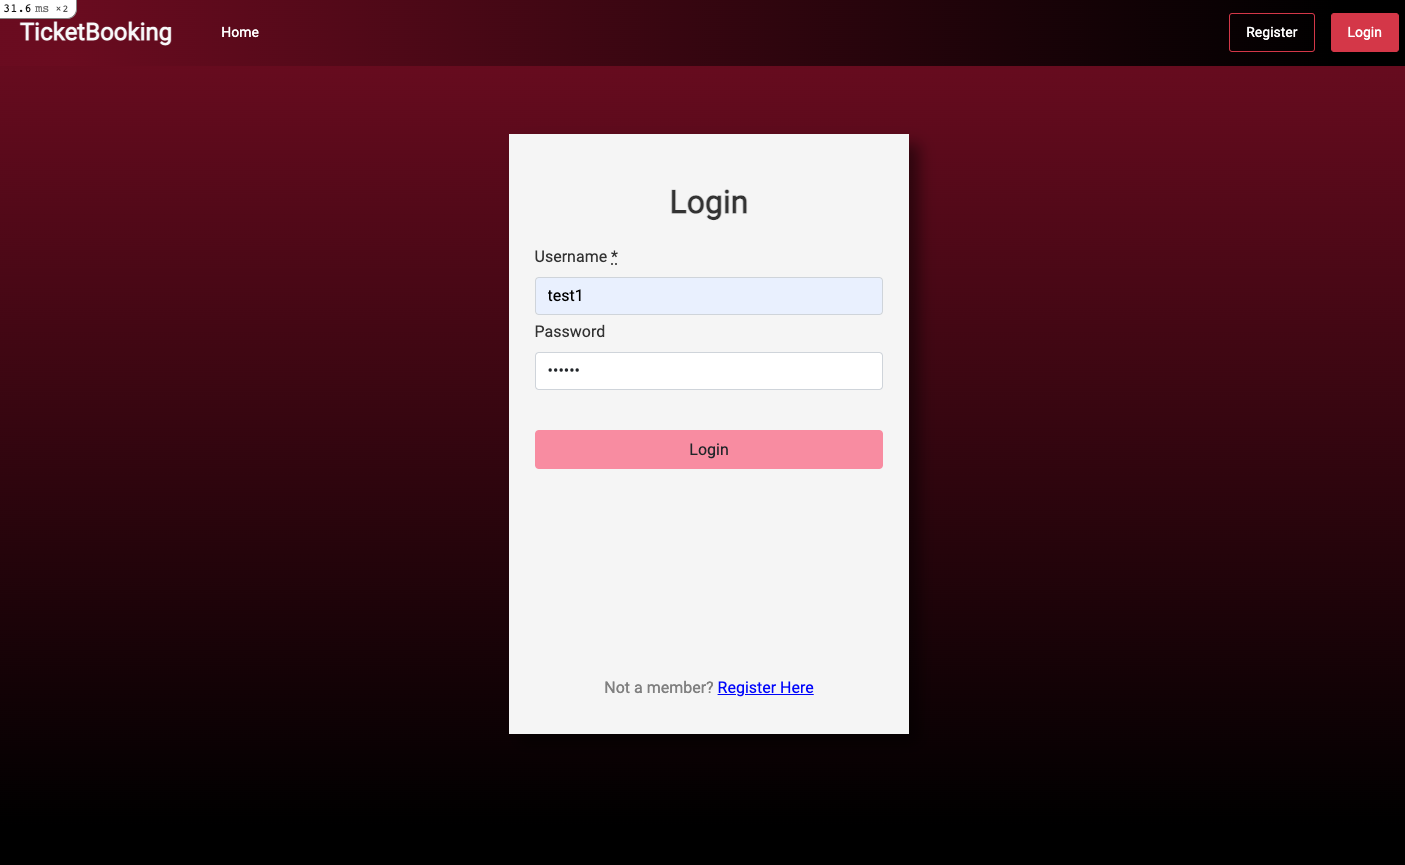 31.6 ms ×2
TicketBooking Home Register Login
Login
Username *
test1
Password
••••••
Login
Not a member? Register Here